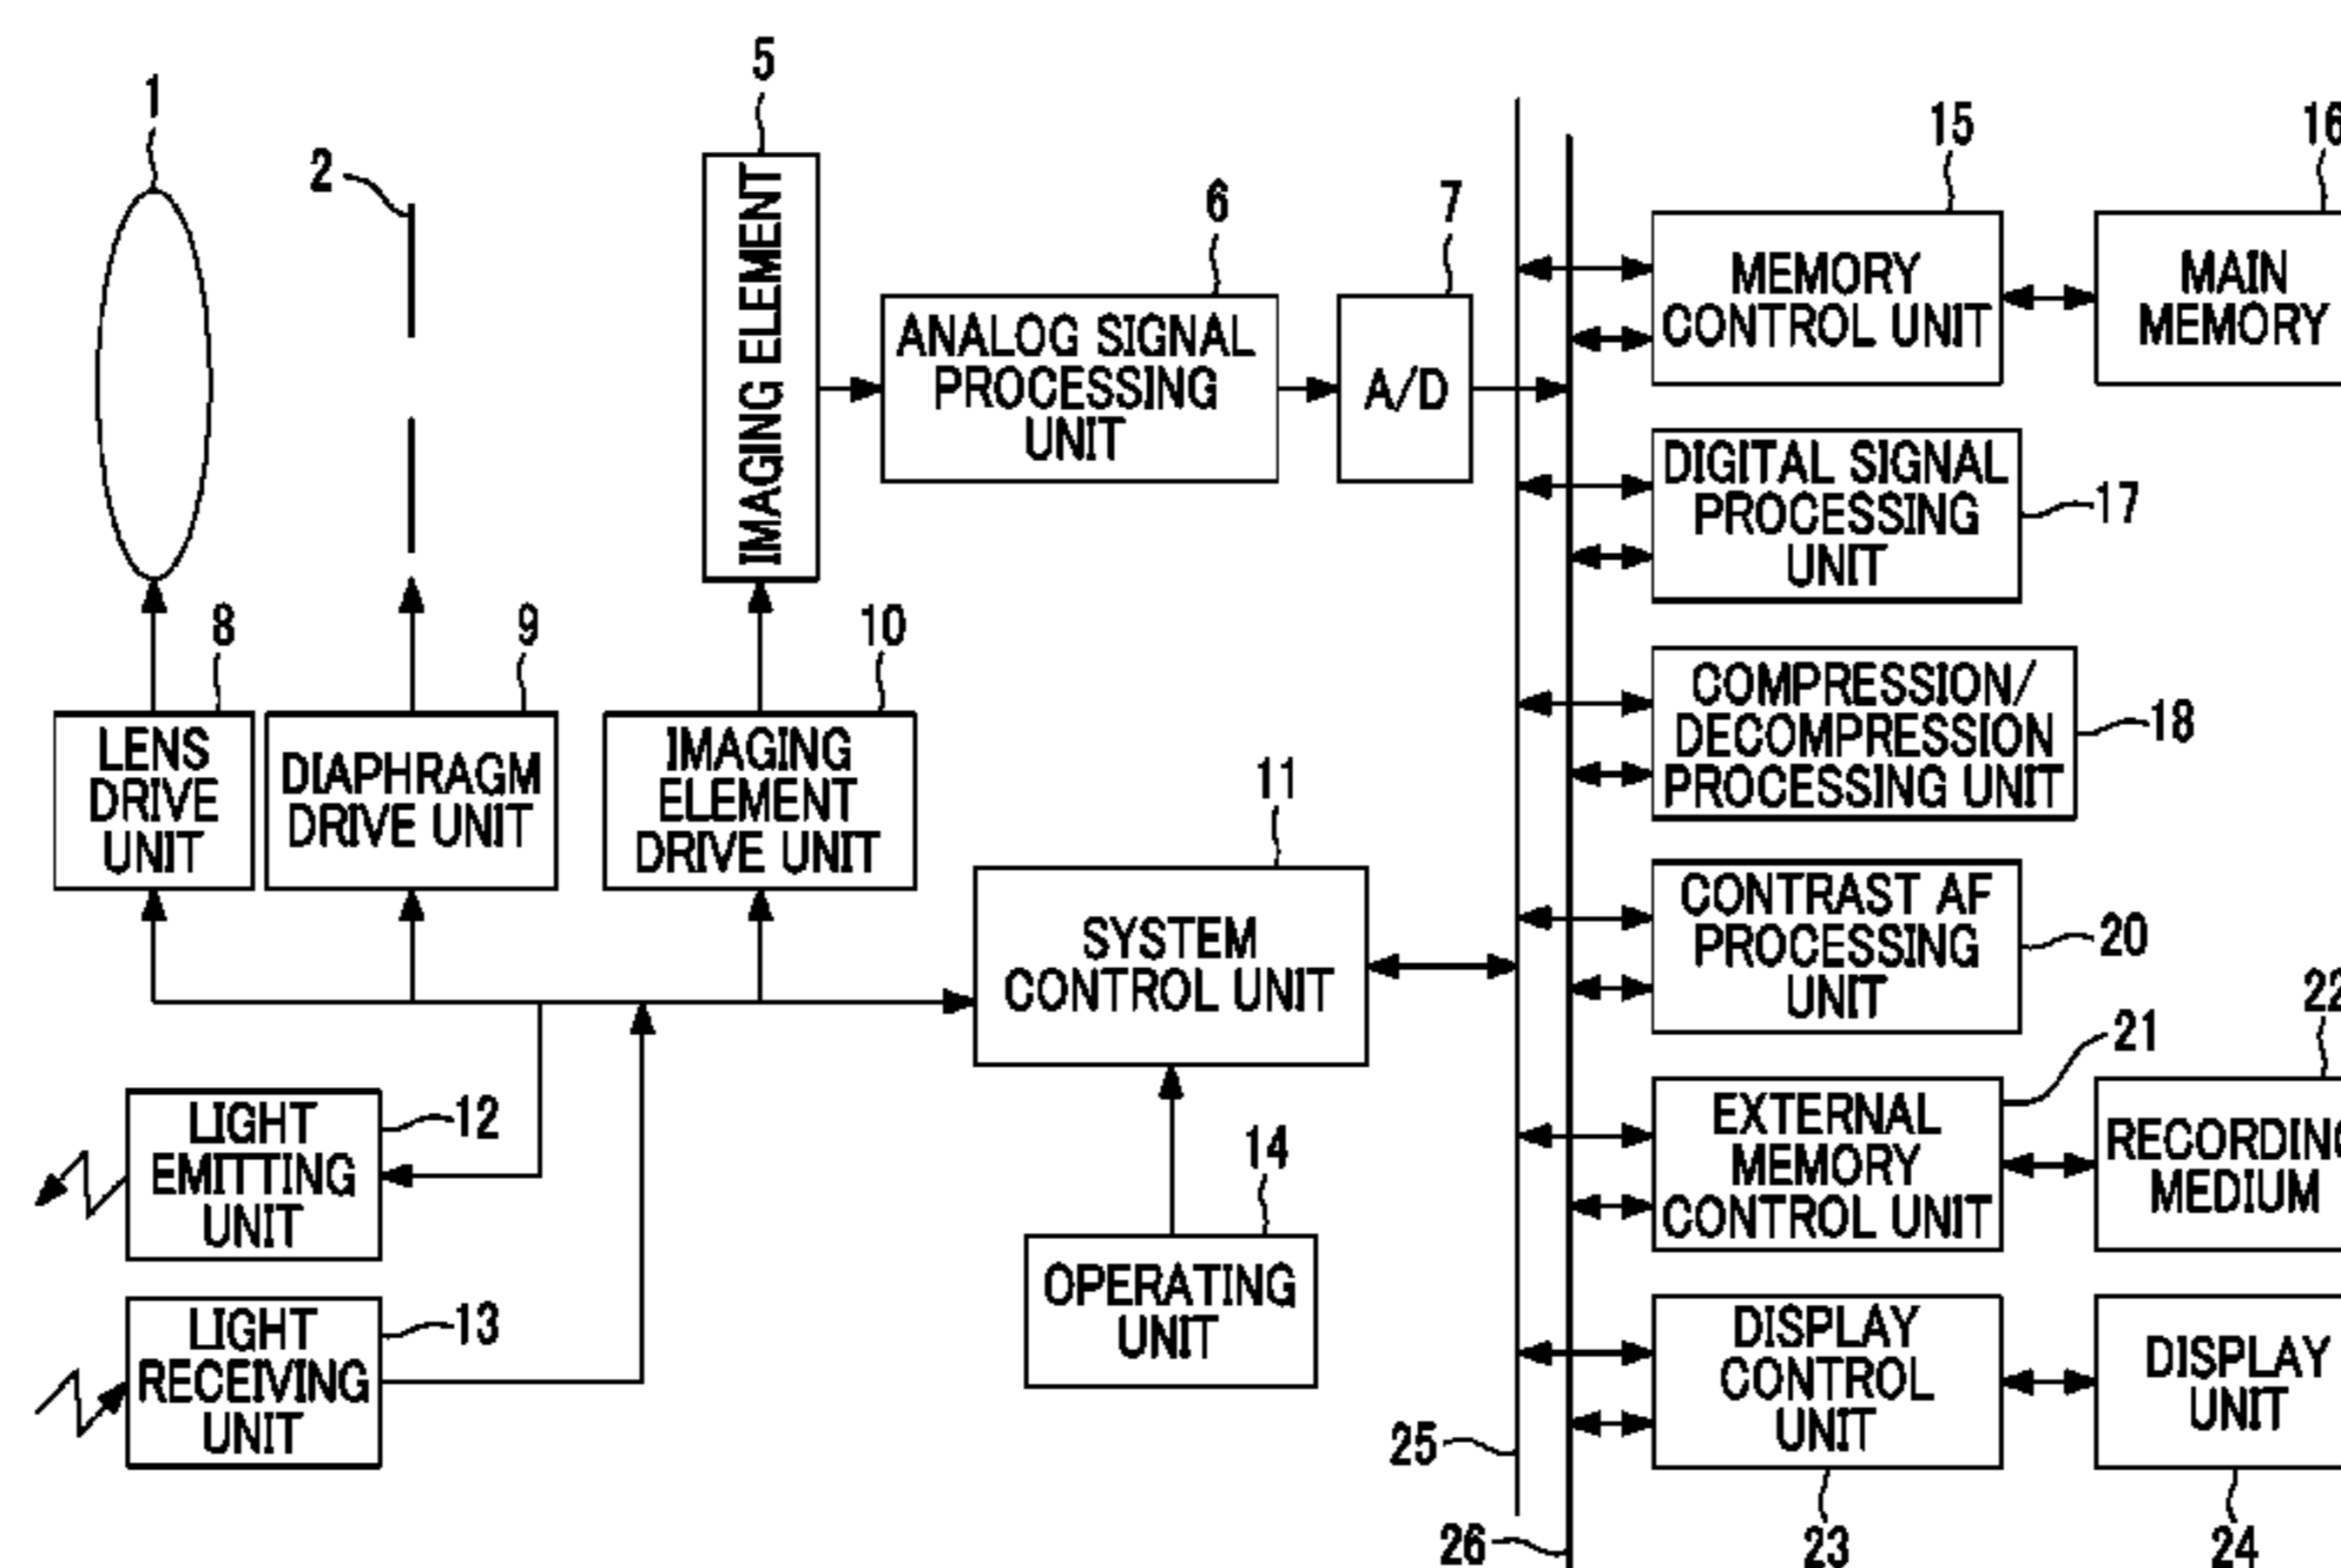 1
2
5
IMAGING ELEMENT
6
ANALOG SIGNAL
PROCESSING
UNIT
7
A/D
15
MEMORY
CONTROL UNIT
16
MAIN
MEMORY
DIGITAL SIGNAL
PROCESSING
UNIT
17
COMPRESSION/
DECOMPRESSION
PROCESSING UNIT
18
8
LENS
DRIVE
UNIT
9
DIAPHRAGM
DRIVE UNIT
10
IMAGING
ELEMENT
DRIVE UNIT
11
SYSTEM
CONTROL UNIT
CONTRAST AF
PROCESSING
UNIT
20
LIGHT
EMITTING
UNIT
12
LIGHT
RECEIVING
UNIT
13
14
OPERATING
UNIT
21
EXTERNAL
MEMORY
CONTROL UNIT
22
RECORDING
MEDIUM
DISPLAY
CONTROL
UNIT
23
DISPLAY
UNIT
24
25
26